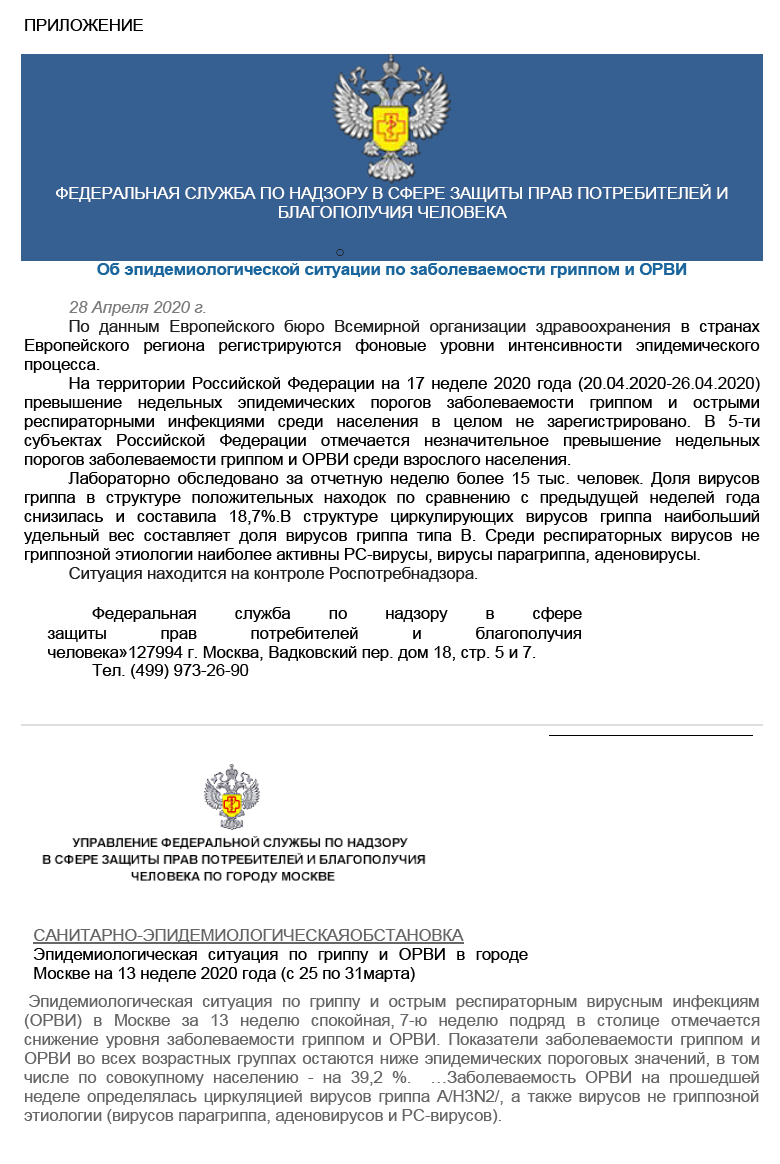 ПРИЛОЖЕНИЕ
ФЕДЕРАЛЬНАЯ СЛУЖБА ПО НАДЗОРУ В СФЕРЕ ЗАЩИТЫ ПРАВ ПОТРЕБИТЕЛЕЙ И
БЛАГОПОЛУЧИЯ ЧЕЛОВЕКА
Об эпидемиологической ситуации по заболеваемости гриппом и ОРВИ
28 Апреля 2020 г.
По данным Европейского бюро Всемирной организации здравоохранения в странах
Европейского региона регистрируются фоновые уровни интенсивности эпидемического
процесса.
На территории Российской Федерации на 17 неделе 2020 года (20.04.2020-26.04.2020)
превышение недельных эпидемических порогов заболеваемости гриппом и острыми
респираторными инфекциями среди населения в целом не зарегистрировано. В 5-ти
субъектах Российской Федерации отмечается незначительное превышение недельных
порогов заболеваемости гриппом и ОРВИ среди взрослого населения.
Лабораторно обследовано за отчетную неделю более 15 тыс. человек. Доля вирусов
гриппа в структуре положительных находок по сравнению с предыдущей неделей года
снизилась и составила 18,7%.В структуре циркулирующих вирусов гриппа наибольший
удельный вес составляет доля вирусов гриппа типа В. Среди респираторных вирусов не
гриппозной этиологии наиболее активны РС-вирусы, вирусы парагриппа, аденовирусы.
Ситуация находится на контроле Роспотребнадзора.
Федеральная служба по надзору в сфере
защиты прав потребителей и благополучия
человека»127994 г. Москва, Вадковский пер. дом 18, стр. 5 и 7.
Тел. (499) 973-26-90
УПРАВЛЕНИЕ ФЕДЕРАЛЬНОЙ СЛУЖБЫ ПО НАДЗОРУ
В СФЕРЕ ЗАЩИТЫ ПРАВ ПОТРЕБИТЕЛЕЙ И БЛАГОПОЛУЧИЯ
ЧЕЛОВЕКА ПО ГОРОДУ МОСКВЕ
САНИТАРНО-ЭПИДЕМИОЛОГИЧЕСКАЯОБСТАНОВКА
Эпидемиологическая ситуация по гриппу и ОРВИ в городе
Москве на 13 неделе 2020 года (с 25 по 31марта)
Эпидемиологическая ситуация по гриппу и острым респираторным вирусным инфекциям
(ОРВИ) в Москве за 13 неделю спокойная, 7-ю неделю подряд в столице отмечается
снижение уровня заболеваемости гриппом и ОРВИ. Показатели заболеваемости гриппом и
ОРВИ во всех возрастных группах остаются ниже эпидемических пороговых значений, в том
числе по совокупному населению - на 39,2 %. …Заболеваемость ОРВИ на прошедшей
неделе определялась циркуляцией вирусов гриппа А/Н3N2/, а также вирусов не гриппозной
этиологии (вирусов парагриппа, аденовирусов и РС-вирусов).